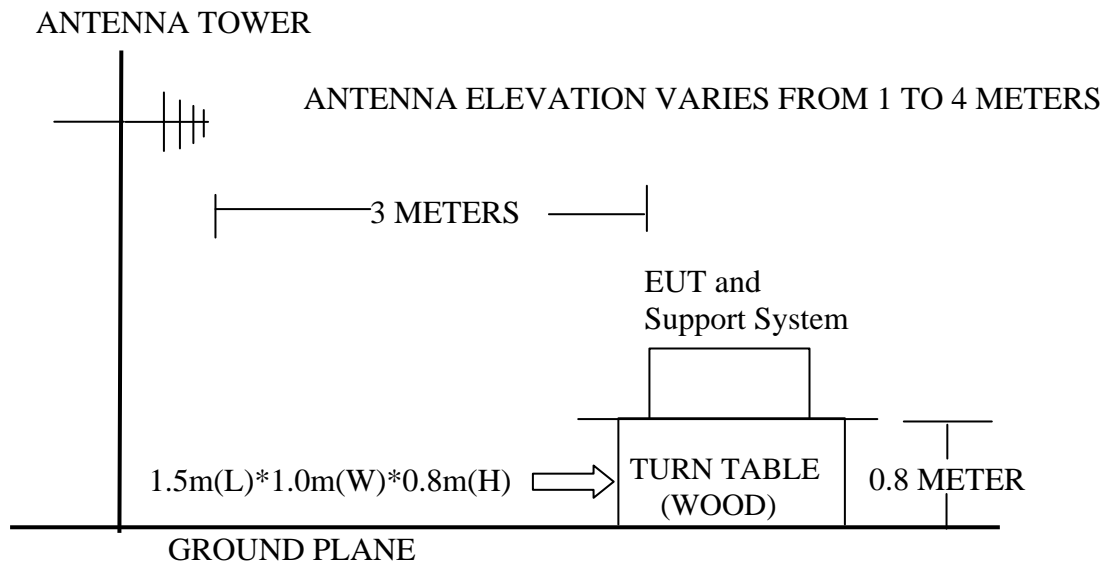 ANTENNA TOWER
ANTENNA ELEVATION VARIES FROM 1 TO 4 METERS
3 METERS
EUT and
Support System
1.5m(L)*1.0m(W)*0.8m(H)
TURN TABLE
(WOOD)
0.8 METER
GROUND PLANE